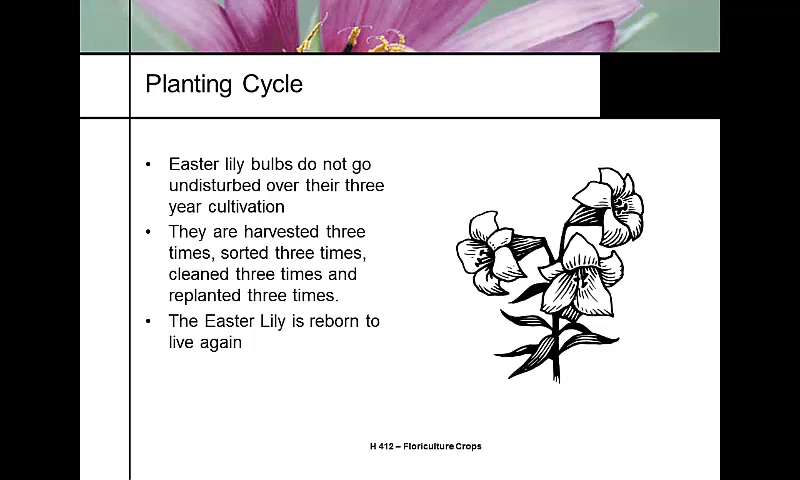 Planting Cycle
• Easter lily bulbs do not go
undisturbed over their three
year cultivation
• They are harvested three
times, sorted three times,
cleaned three times and
replanted three times.
• The Easter Lily is reborn to
live again
H 412 – Floriculture Crops